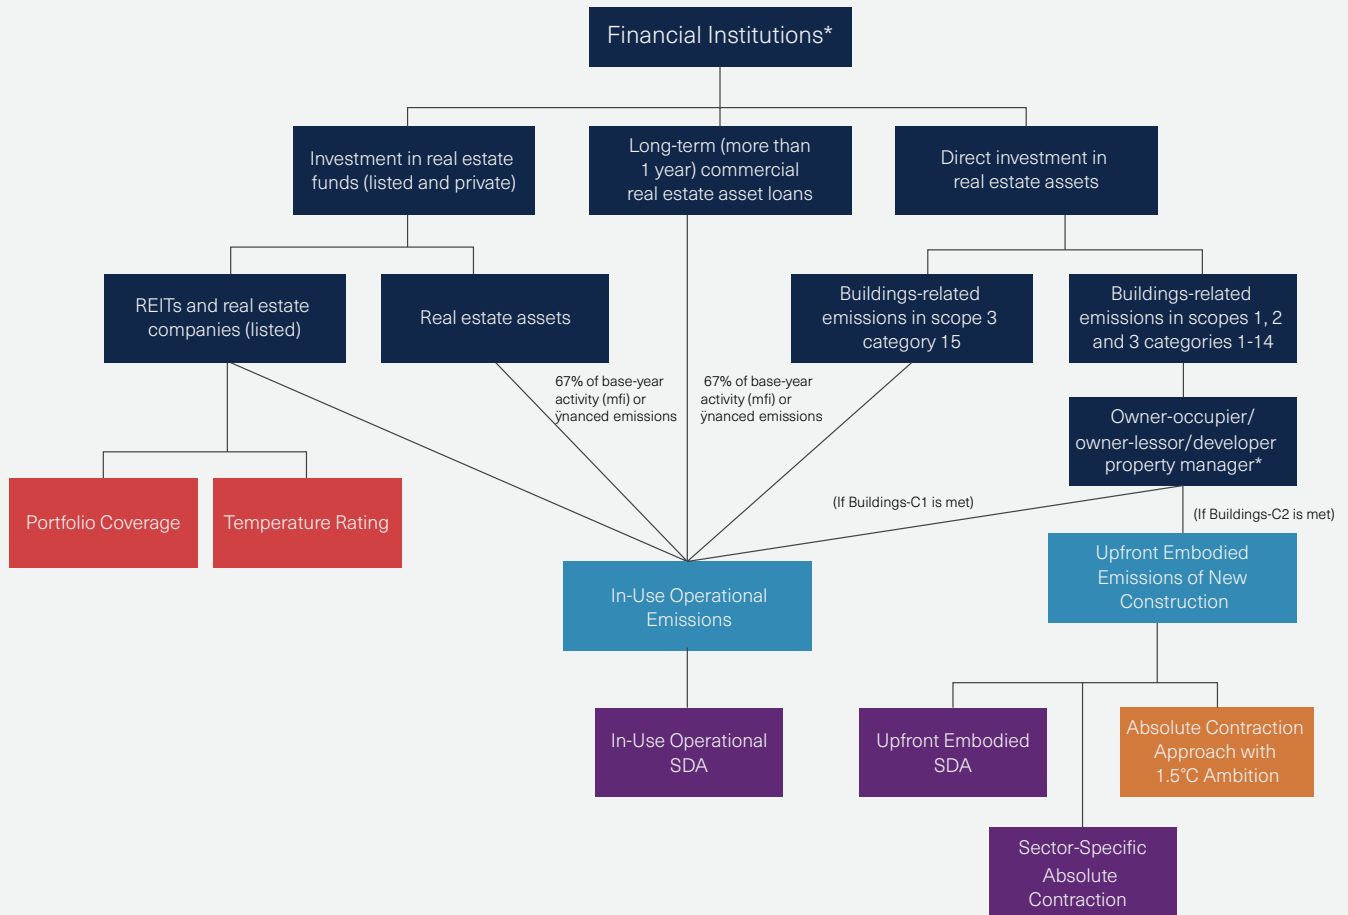 Financial Institutions*
Investment in real estate
funds (listed and private)
Long-term (more than
1 year) commercial
real estate asset loans
Direct investment in
real estate assets
REITs and real estate
companies (listed)
Real estate assets
Buildings-related
emissions in scope 3
category 15
Buildings-related
emissions in scopes 1, 2
and 3 categories 1-14
67% of base-year
activity (mfi) or
ÿnanced emissions
67% of base-year
activity (mfi) or
ÿnanced emissions
Owner-occupier/
owner-lessor/developer
property manager*
Portfolio Coverage
Temperature Rating
(If Buildings-C1 is met)
(If Buildings-C2 is met)
In-Use Operational
Emissions
Upfront Embodied
Emissions of New
Construction
In-Use Operational
SDA
Upfront Embodied
SDA
Absolute Contraction
Approach with
1.5°C Ambition
Sector-Specific
Absolute
Contraction